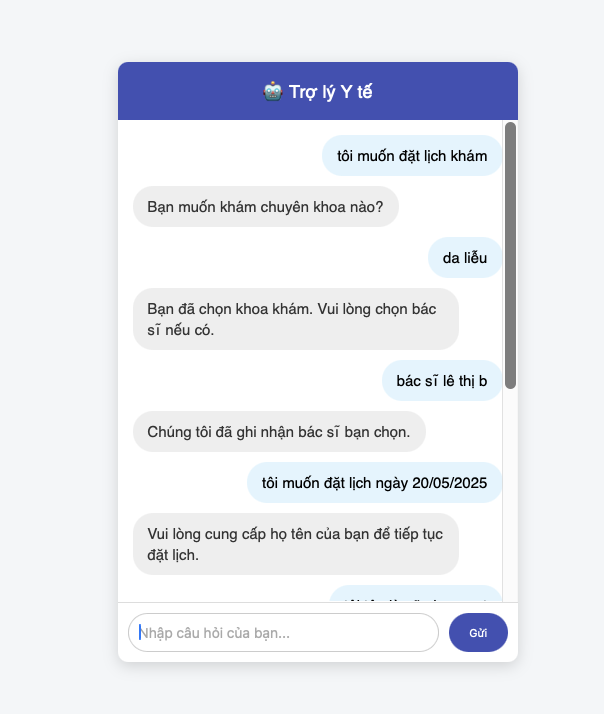 Trợ lý Y tế
tôi muốn đặt lịch khám
Bạn muốn khám chuyên khoa nào?
da liễu
Bạn đã chọn khoa khám. Vui lòng chọn bác
sĩ nếu có.
bác sĩ lê thị b
Chúng tôi đã ghi nhận bác sĩ bạn chọn.
tôi muốn đặt lịch ngày 20/05/2025
Vui lòng cung cấp họ tên của bạn để tiếp tục
đặt lịch.
Nhập câu hỏi của bạn...
Gửi